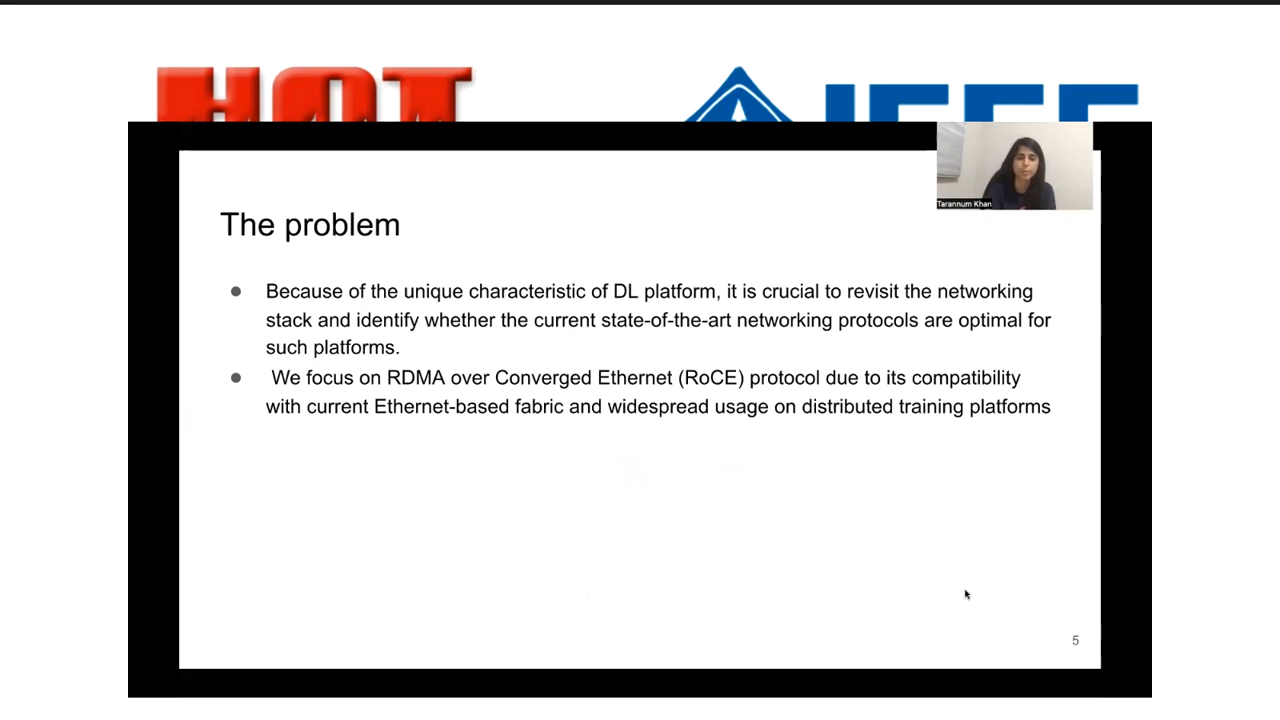 HOT
IEEE
Tarannum Khan
The problem
● Because of the unique characteristic of DL platform, it is crucial to revisit the networking
stack and identify whether the current state-of-the-art networking protocols are optimal for
such platforms.
● We focus on RDMA over Converged Ethernet (RoCE) protocol due to its compatibility
with current Ethernet-based fabric and widespread usage on distributed training platforms
5